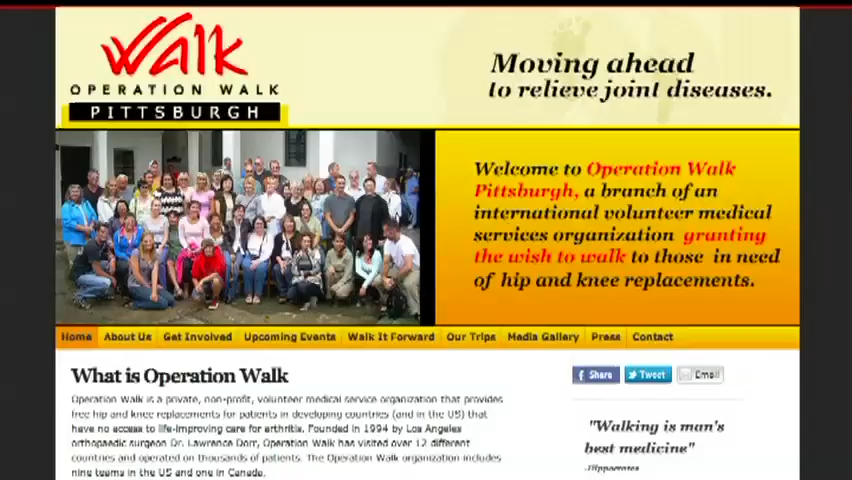 Walk
OPERATION WALK
PITTSBURGH
Moving ahead
to relieve joint diseases.
Welcome to Operation Walk
Pittsburgh, a branch of an
international volunteer medical
services organization granting
the wish to walk to those in need
of hip and knee replacements.
Home About Us Get Involved Upcoming Events Walk It Forward Our Trips Media Gallery Press Contact
What is Operation Walk
Operation Walk is a private, non-profit, volunteer medical service organization that provides
free hip and knee replacements for patients in developing countries (and in the US) that
have no access to life-improving care for arthritis. Founded in 1994 by Los Angeles
orthopaedic surgeon Dr. Lawrence Dorr, Operation Walk has visited over 12 different
countries and operated on thousands of patients. The Operation Walk organization includes
nine teams in the US and one in Canada.
f Share Tweet Email
"Walking is man's
best medicine"
-Hippocrates